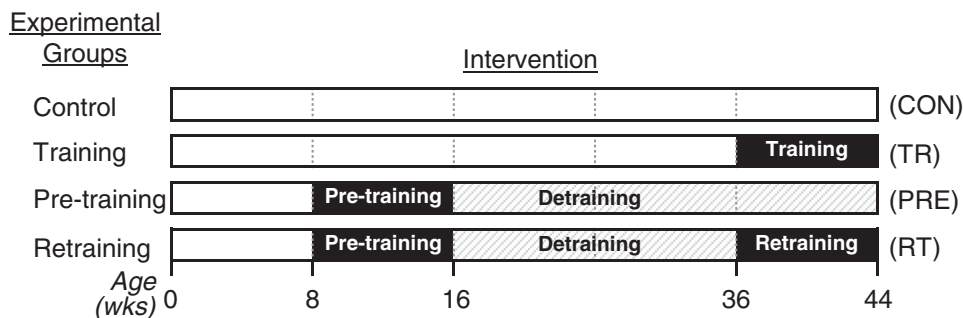 Experimental
Groups
Intervention
Control (CON)
Training Training (TR)
Pre-training Pre-training Detraining (PRE)
Retraining Pre-training Detraining Retraining (RT)
Age
(wks) 0 8 16 36 44